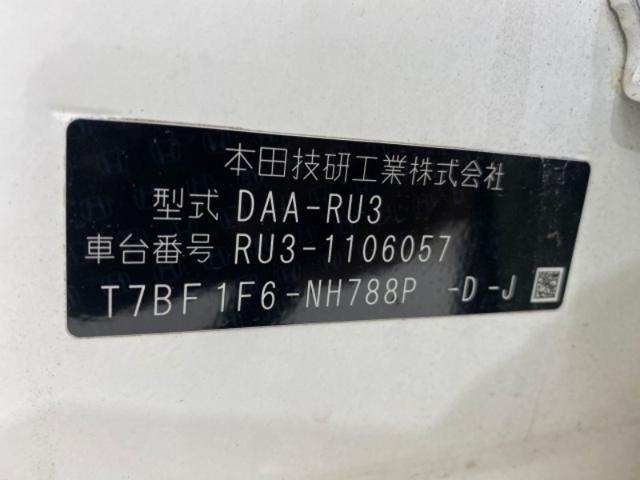 本田技研工業株式会社
型式 DAA-RU3
車台番号 RU3-1106057
T7BF1F6-NH788P -D-J